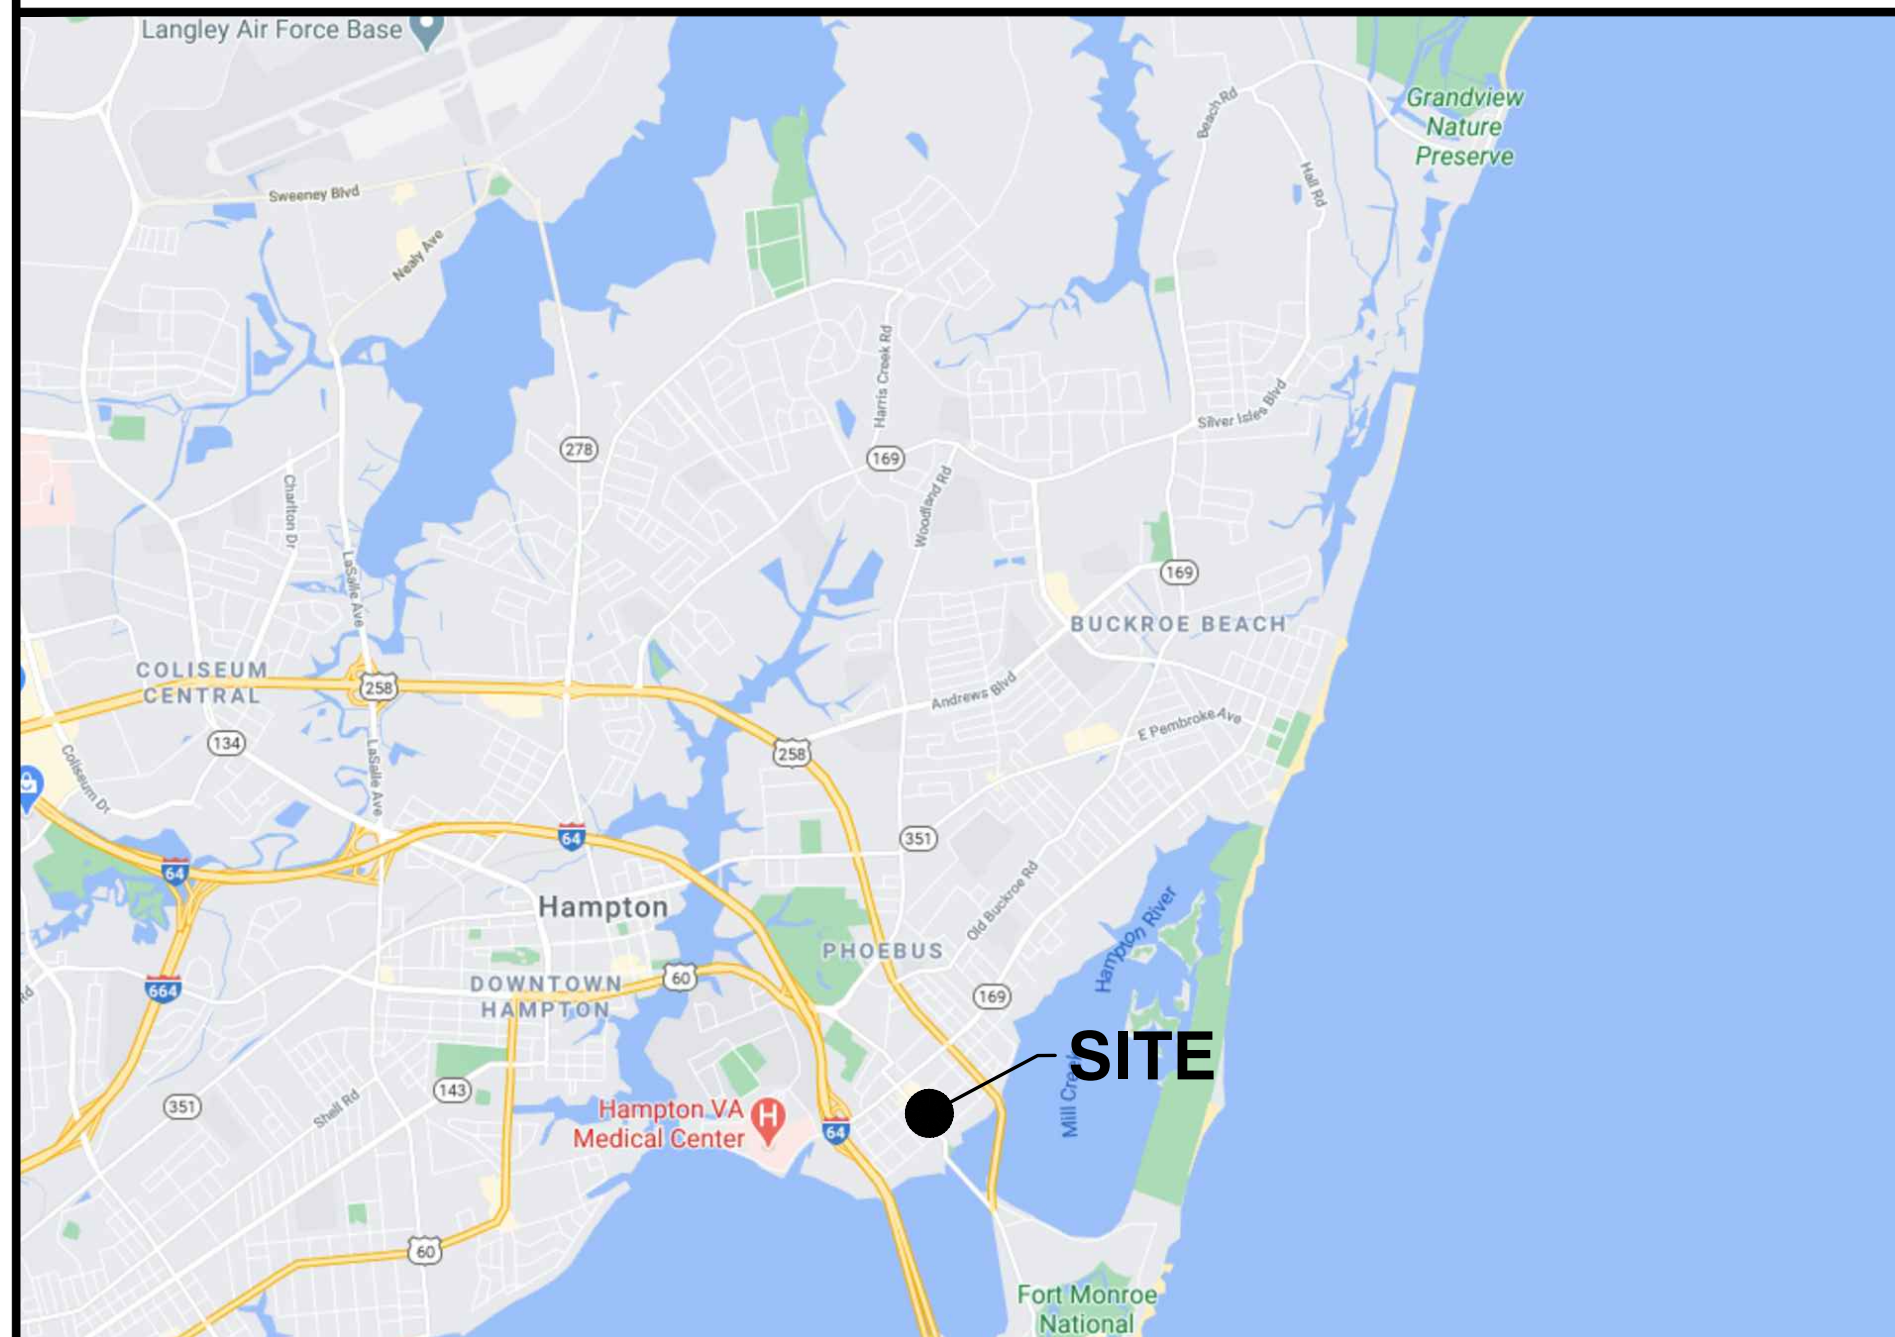 Langley Air Force Base
Grandview
Nature
Preserve
Beach Rd
Hall Rd
Sweeney Blvd
Nealy Ave
Harris Creek Rd
Silver Isles Blvd
278
169
Woodland Rd
Charlton Dr
LaSalle Ave
169
BUCKROE BEACH
COLISEUM
CENTRAL
258
Andrews Blvd
E Pembroke Ave
134
258
Coliseum Dr
LaSalle Ave
64
351
64
Old Buckroe Rd
Hampton
Hampton River
PHOEBUS
DOWNTOWN
HAMPTON
60
664
Rd
169
SITE
Mill Creek
143
351
Shell Rd
Hampton VA
Medical Center
H
64
60
Fort Monroe
National